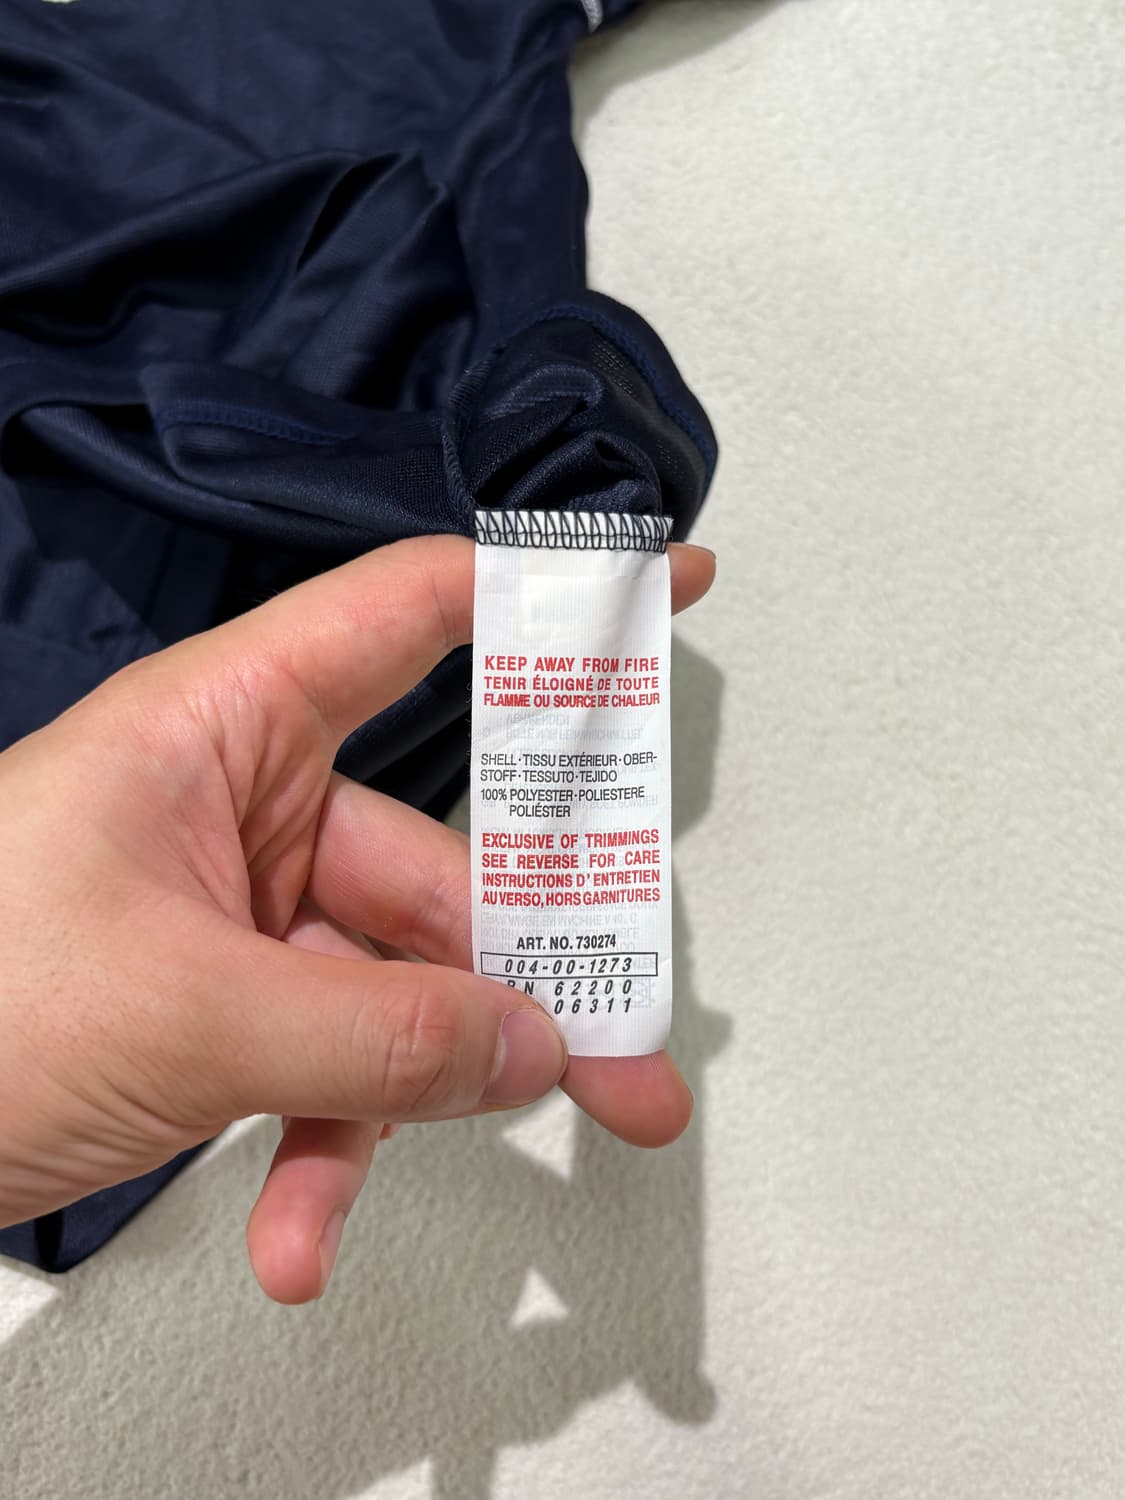 KEEP AWAY FROM FIRE
TENIR ÉLOIGNÉ DE TOUTE
FLAMME OU SOURCE DE CHALEUR
SHELL·TISSU EXTÉRIEUR·OBER-
STOFF·TESSUTO·TEJIDO
100% POLYESTER·POLIESTERE
POLIÉSTER
EXCLUSIVE OF TRIMMINGS
SEE REVERSE FOR CARE
INSTRUCTIONS D'ENTRETIEN
AU VERSO, HORS GARNITURES
ART. NO. 730274
004-00-1273
RN 62200
06311